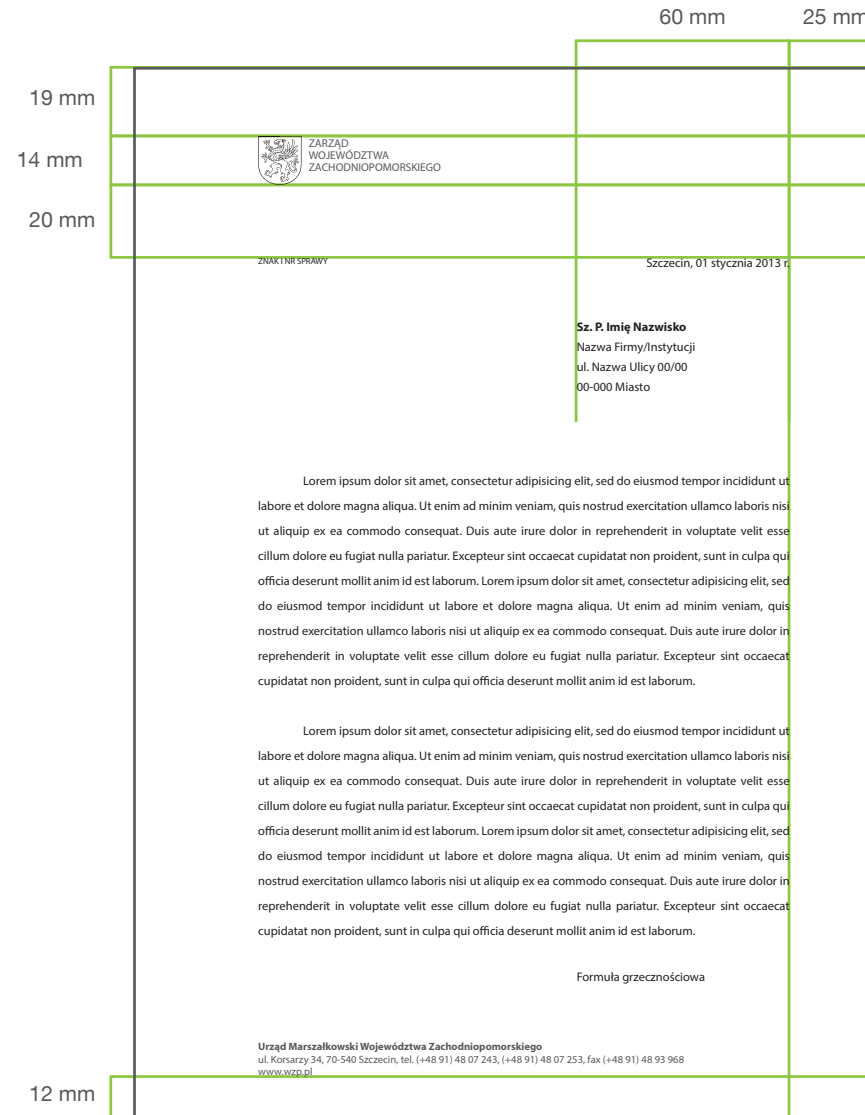 60 mm 25 mm
19 mm
14 mm
20 mm
ZARZĄD
WOJEWÓDZTWA
ZACHODNIOPOMORSKIEGO
ZNAK I NR SPRAWY
Szczecin, 01 stycznia 2013 r.
Sz. P. Imię Nazwisko
Nazwa Firmy/Instytucji
ul. Nazwa Ulicy 00/00
00-000 Miasto
Lorem ipsum dolor sit amet, consectetur adipisicing elit, sed do eiusmod tempor incididunt ut
labore et dolore magna aliqua. Ut enim ad minim veniam, quis nostrud exercitation ullamco laboris nisi
ut aliquip ex ea commodo consequat. Duis aute irure dolor in reprehenderit in voluptate velit esse
cillum dolore eu fugiat nulla pariatur. Excepteur sint occaecat cupidatat non proident, sunt in culpa qui
officia deserunt mollit anim id est laborum. Lorem ipsum dolor sit amet, consectetur adipisicing elit, sed
do eiusmod tempor incididunt ut labore et dolore magna aliqua. Ut enim ad minim veniam, quis
nostrud exercitation ullamco laboris nisi ut aliquip ex ea commodo consequat. Duis aute irure dolor in
reprehenderit in voluptate velit esse cillum dolore eu fugiat nulla pariatur. Excepteur sint occaecat
cupidatat non proident, sunt in culpa qui officia deserunt mollit anim id est laborum.
Lorem ipsum dolor sit amet, consectetur adipisicing elit, sed do eiusmod tempor incididunt ut
labore et dolore magna aliqua. Ut enim ad minim veniam, quis nostrud exercitation ullamco laboris nisi
ut aliquip ex ea commodo consequat. Duis aute irure dolor in reprehenderit in voluptate velit esse
cillum dolore eu fugiat nulla pariatur. Excepteur sint occaecat cupidatat non proident, sunt in culpa qui
officia deserunt mollit anim id est laborum. Lorem ipsum dolor sit amet, consectetur adipisicing elit, sed
do eiusmod tempor incididunt ut labore et dolore magna aliqua. Ut enim ad minim veniam, quis
nostrud exercitation ullamco laboris nisi ut aliquip ex ea commodo consequat. Duis aute irure dolor in
reprehenderit in voluptate velit esse cillum dolore eu fugiat nulla pariatur. Excepteur sint occaecat
cupidatat non proident, sunt in culpa qui officia deserunt mollit anim id est laborum.
Formuła grzecznościowa
Urząd Marszałkowski Województwa Zachodniopomorskiego
ul. Korsarzy 34, 70-540 Szczecin, tel. (+48 91) 48 07 243, (+48 91) 48 07 253, fax (+48 91) 48 93 968
www.wzp.pl
12 mm